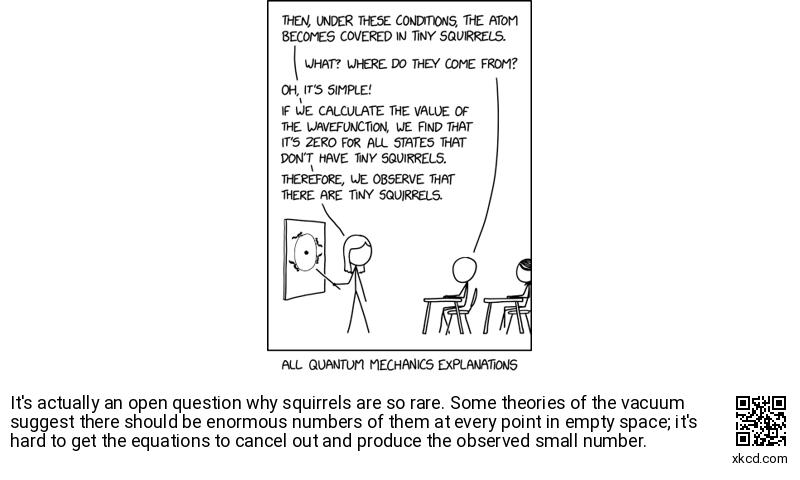 THEN, UNDER THESE CONDITIONS, THE ATOM
BECOMES COVERED IN TINY SQUIRRELS.
WHAT? WHERE DO THEY COME FROM?
OH, IT'S SIMPLE!
IF WE CALCULATE THE VALUE OF
THE WAVEFUNCTION, WE FIND THAT
IT'S ZERO FOR ALL STATES THAT
DON'T HAVE TINY SQUIRRELS.
THEREFORE, WE OBSERVE THAT
THERE ARE TINY SQUIRRELS.
ALL QUANTUM MECHANICS EXPLANATIONS
It's actually an open question why squirrels are so rare. Some theories of the vacuum
suggest there should be enormous numbers of them at every point in empty space; it's
hard to get the equations to cancel out and produce the observed small number.
xkcd.com